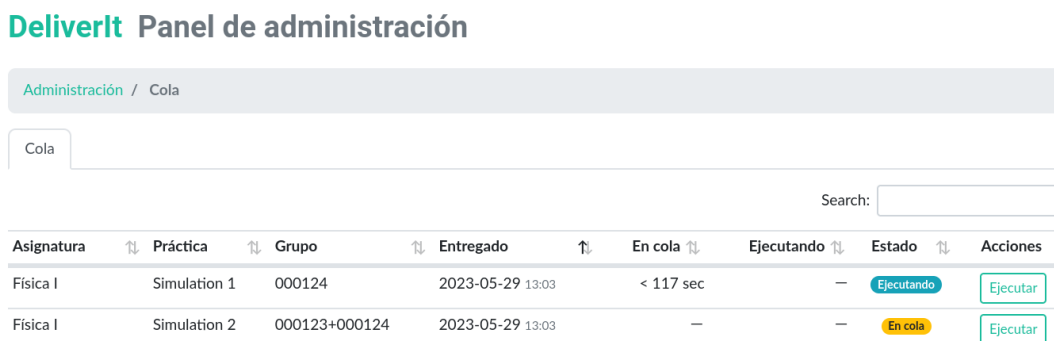 DeliverIt Panel de administración
Administración / Cola
Cola
Search:
Asignatura Práctica Grupo Entregado En cola Ejecutando Estado Acciones
Física I Simulation 1 000124 2023-05-29 13:03 < 117 sec — Ejecutando Ejecutar
Física I Simulation 2 000123+000124 2023-05-29 13:03 — — En cola Ejecutar